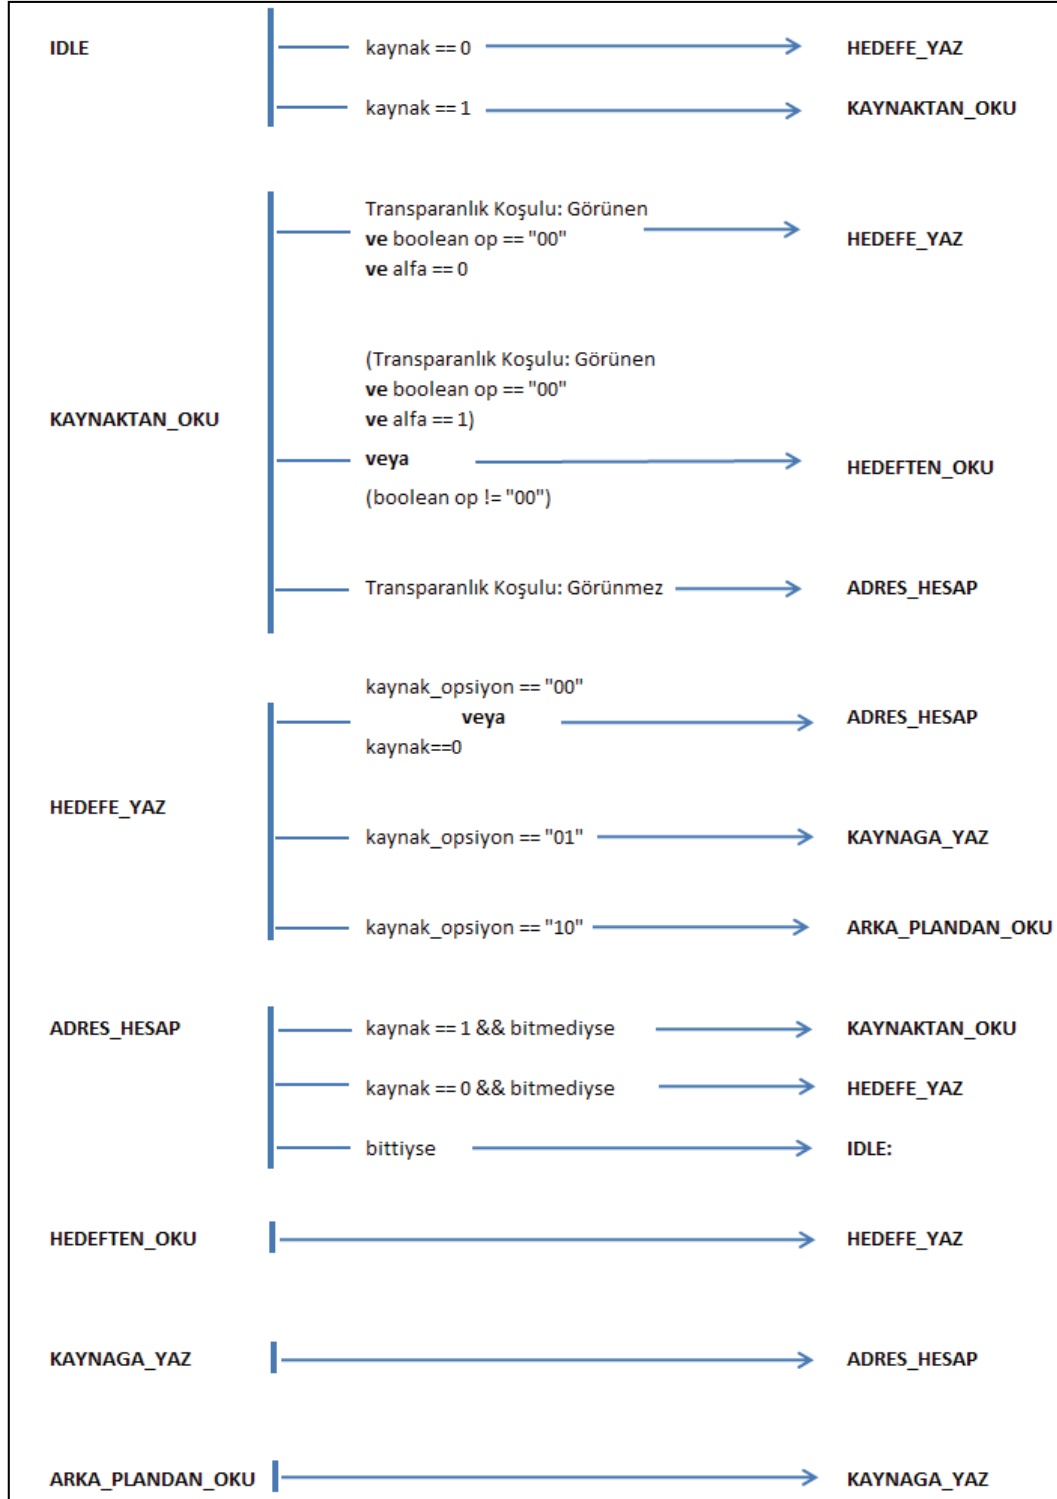 IDLE
kaynak == 0
HEDEFE_YAZ
kaynak == 1
KAYNAKTAN_OKU
Transparanlık Koşulu: Görünen
ve boolean op == "00"
HEDEFE_YAZ
ve alfa == 0
(Transparanlık Koşulu: Görünen
ve boolean op == "00"
KAYNAKTAN_OKU
ve alfa == 1)
veya
HEDEFTEN_OKU
(boolean op != "00")
Transparanlık Koşulu: Görünmez
ADRES_HESAP
kaynak_opsiyon == "00"
veya
ADRES_HESAP
kaynak==0
HEDEFE_YAZ
kaynak_opsiyon == "01"
KAYNAGA_YAZ
kaynak_opsiyon == "10"
ARKA_PLANDAN_OKU
ADRES_HESAP
kaynak == 1 && bitmediyse
KAYNAKTAN_OKU
kaynak == 0 && bitmediyse
HEDEFE_YAZ
bittiyse
IDLE:
HEDEFTEN_OKU
HEDEFE_YAZ
KAYNAGA_YAZ
ADRES_HESAP
ARKA_PLANDAN_OKU
KAYNAGA_YAZ